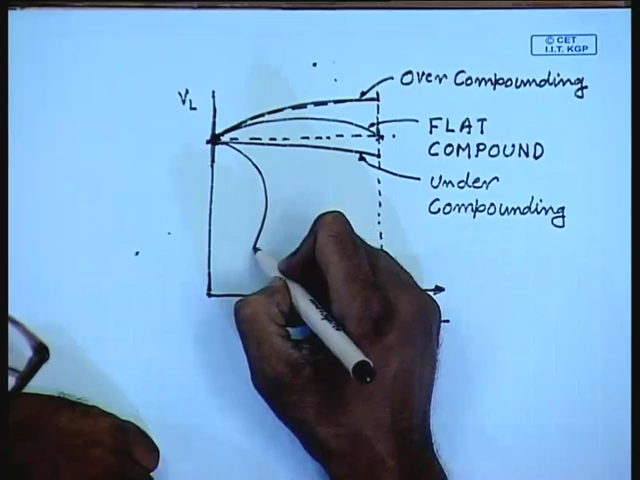 © CET
I.I.T. KGP
Over Compounding
VL
FLAT
COMPOUND
Under
Compounding